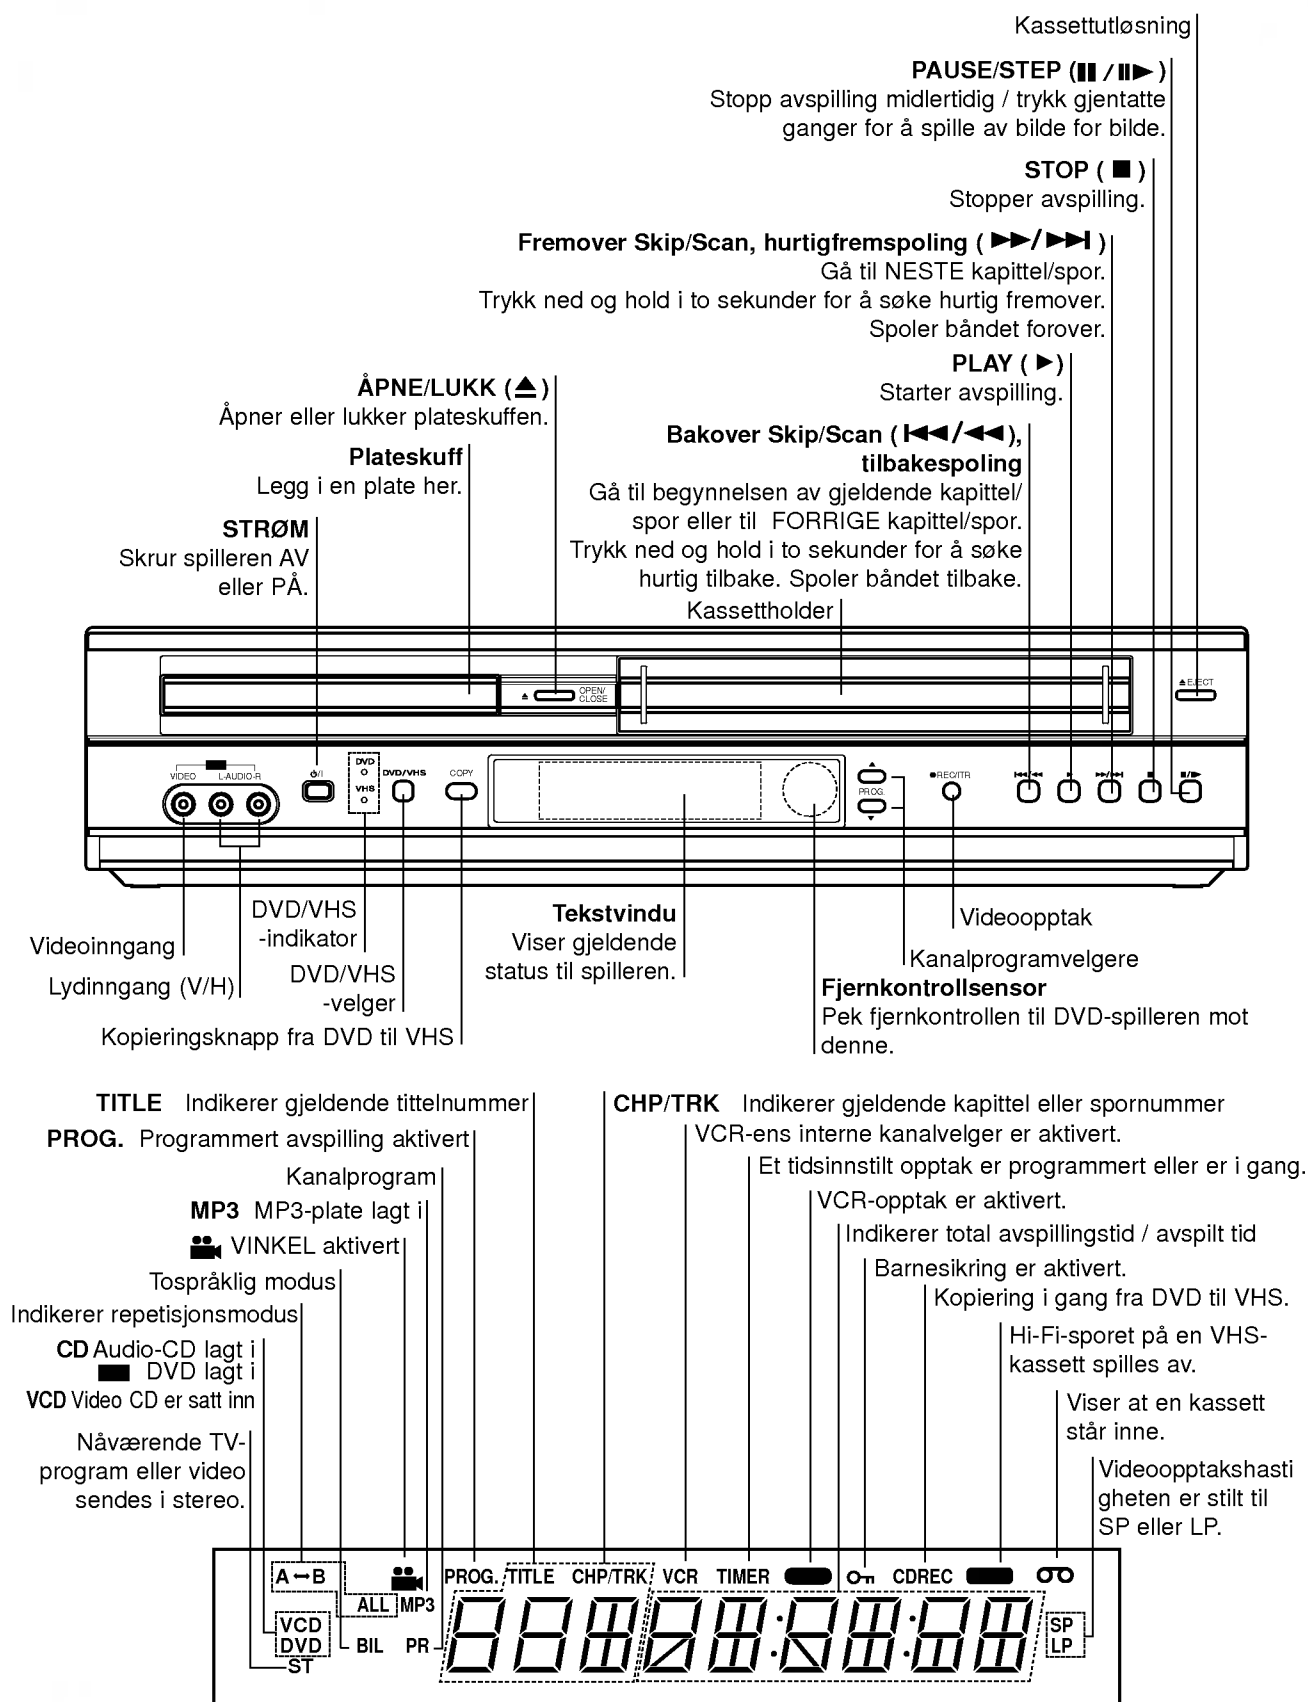 Kassettutløsning
PAUSE/STEP (❚❚ / ❚❚▶ )
Stopp avspilling midlertidig / trykk gjentatte
ganger for å spille av bilde for bilde.
STOP ( ■ )
Stopper avspilling.
Fremover Skip/Scan, hurtigfremspoling ( ▶▶/▶▶I )
Gå til NESTE kapittel/spor.
Trykk ned og hold i to sekunder for å søke hurtig fremover.
Spoler båndet forover.
PLAY ( ▶)
Starter avspilling.
ÅPNE/LUKK (⏏)
Åpner eller lukker plateskuffen.
Bakover Skip/Scan ( I◀◀/◀◀ ),
tilbakespoling
Gå til begynnelsen av gjeldende kapittel/
spor eller til FORRIGE kapittel/spor.
Trykk ned og hold i to sekunder for å søke
hurtig tilbake. Spoler båndet tilbake.
Plateskuff
Legg i en plate her.
STRØM
Skrur spilleren AV
eller PÅ.
Kassettholder
⏏ OPEN/
CLOSE
⏏ EJECT
VIDEO L-AUDIO-R
⏻/I
DVD
VHS
DVD/VHS
COPY
▲
PROG.
▼
●REC/ITR
I◀◀/◀◀
▶
▶▶/▶▶I
■
❚❚/❚❚▶
Videoinngang
Lydinngang (V/H)
DVD/VHS
-indikator
DVD/VHS
-velger
Kopieringsknapp fra DVD til VHS
Tekstvindu
Viser gjeldende
status til spilleren.
Videoopptak
Kanalprogramvelgere
Fjernkontrollsensor
Pek fjernkontrollen til DVD-spilleren mot
denne.
TITLE Indikerer gjeldende tittelnummer
PROG. Programmert avspilling aktivert
Kanalprogram
MP3 MP3-plate lagt i
VINKEL aktivert
Tospråklig modus
Indikerer repetisjonsmodus
CD Audio-CD lagt i
DVD lagt i
VCD Video CD er satt inn
Nåværende TV-
program eller video
sendes i stereo.
CHP/TRK Indikerer gjeldende kapittel eller spornummer
VCR-ens interne kanalvelger er aktivert.
Et tidsinnstilt opptak er programmert eller er i gang.
VCR-opptak er aktivert.
Indikerer total avspillingstid / avspilt tid
Barnesikring er aktivert.
Kopiering i gang fra DVD til VHS.
Hi-Fi-sporet på en VHS-
kassett spilles av.
Viser at en kassett
står inne.
Videoopptakshasti
gheten er stilt til
SP eller LP.
A ↔ B PROG. TITLE CHP/TRK VCR TIMER CDREC
ALL MP3
VCD
DVD BIL PR
ST
SP
LP